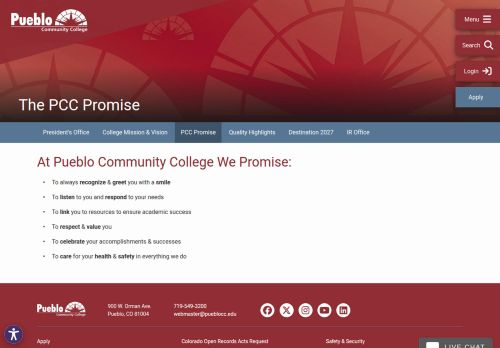 Pueblo
Community College
Menu
Search
Login
Apply
The PCC Promise
President's Office
College Mission & Vision
PCC Promise
Quality Highlights
Destination 2027
IR Office
At Pueblo Community College We Promise:
• To always recognize & greet you with a smile
• To listen to you and respond to your needs
• To link you to resources to ensure academic success
• To respect & value you
• To celebrate your accomplishments & successes
• To care for your health & safety in everything we do
Pueblo
Community College
900 W. Orman Ave.
Pueblo, CO 81004
719-549-3200
webmaster@pueblocc.edu
Apply
Colorado Open Records Acts Request
Safety & Security
LIVE CHAT